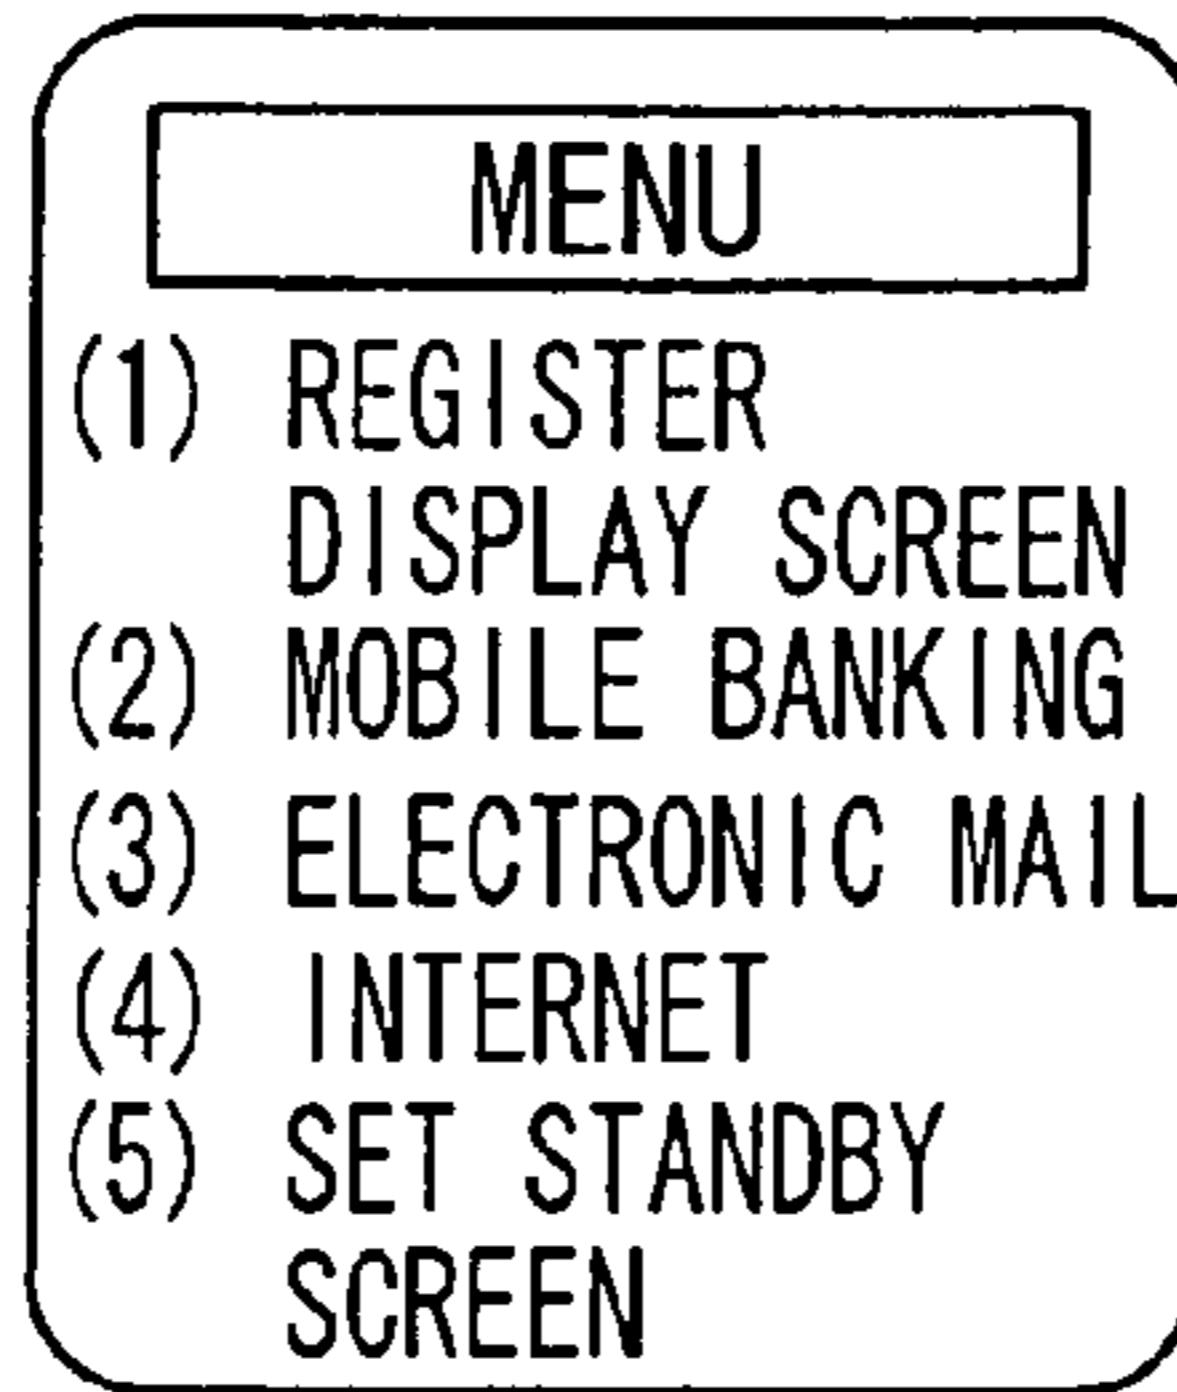 MENU
(1) REGISTER
DISPLAY SCREEN
(2) MOBILE BANKING
(3) ELECTRONIC MAIL
(4) INTERNET
(5) SET STANDBY
SCREEN